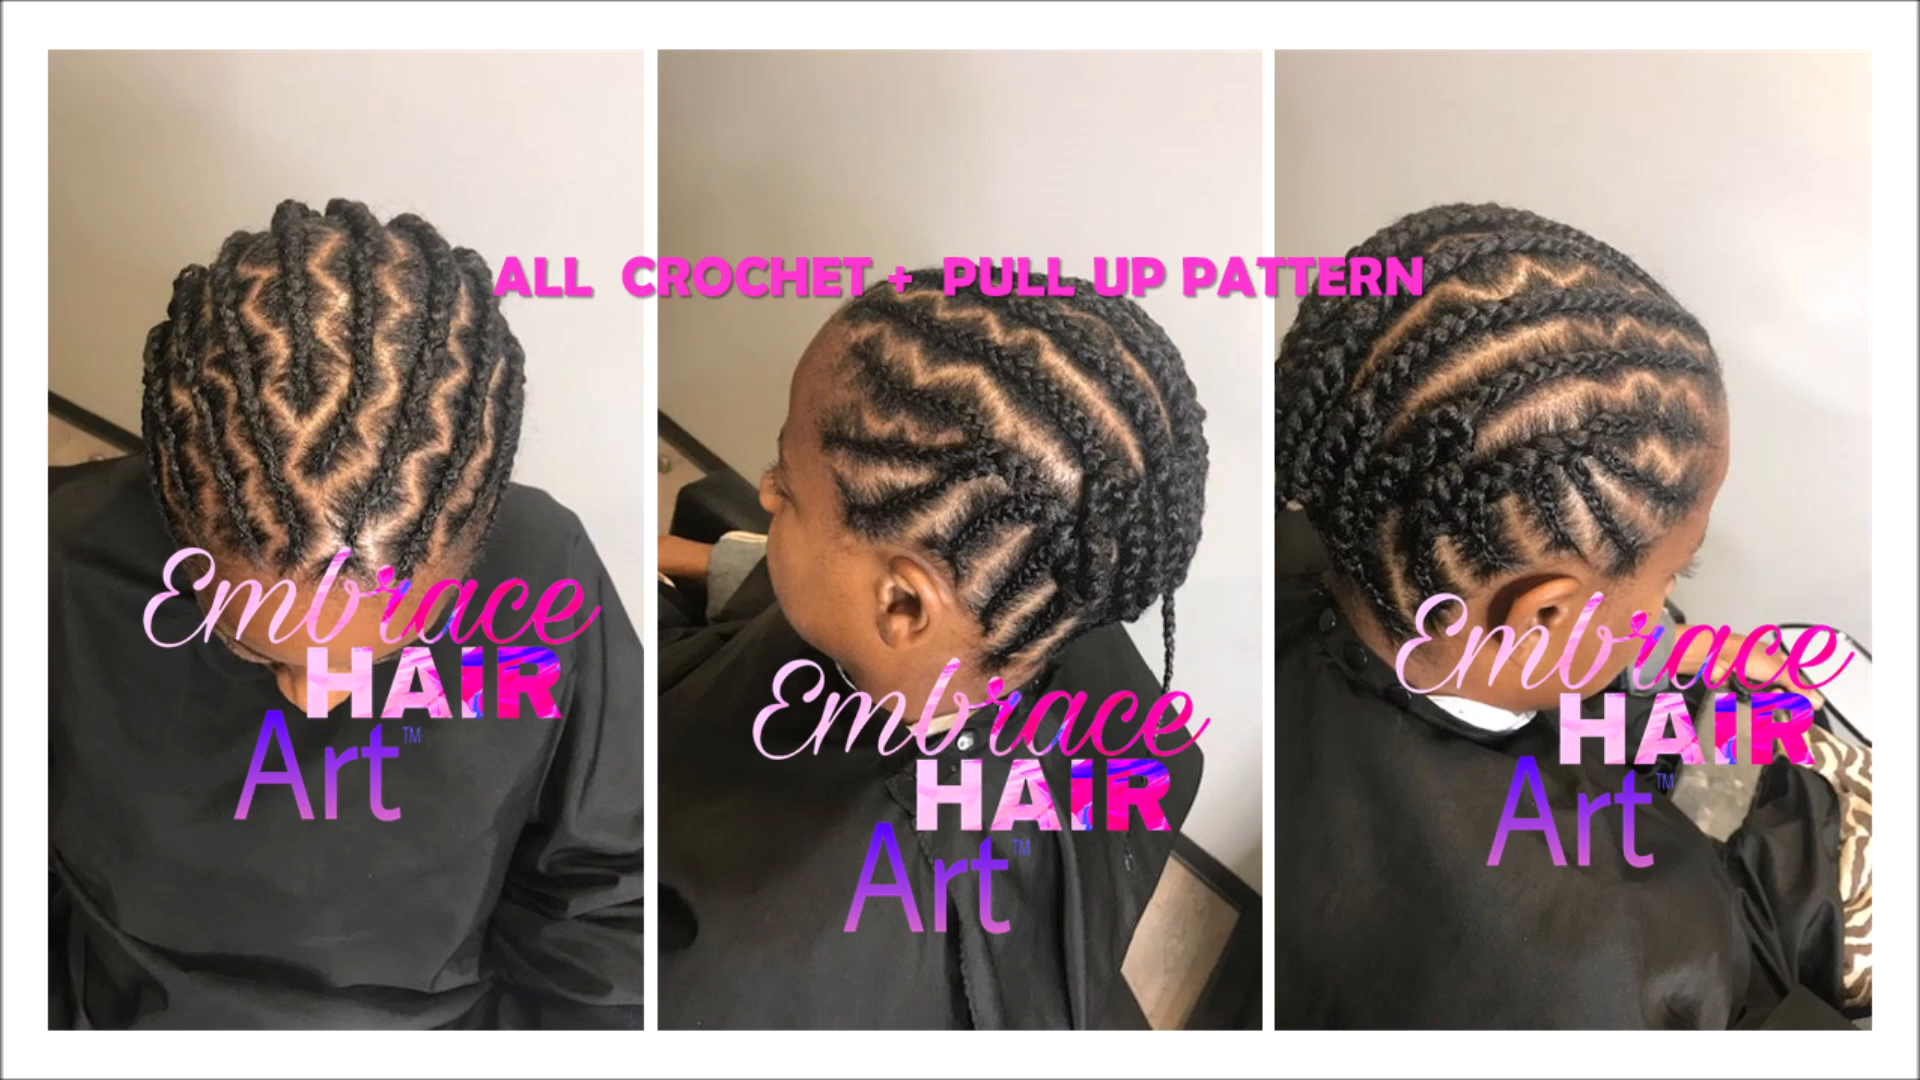 ALL CROCHET + PULL UP PATTERN
Embrace
HAIR
Art™
Embrace
HAIR
Art™
Embrace
HAIR
Art™